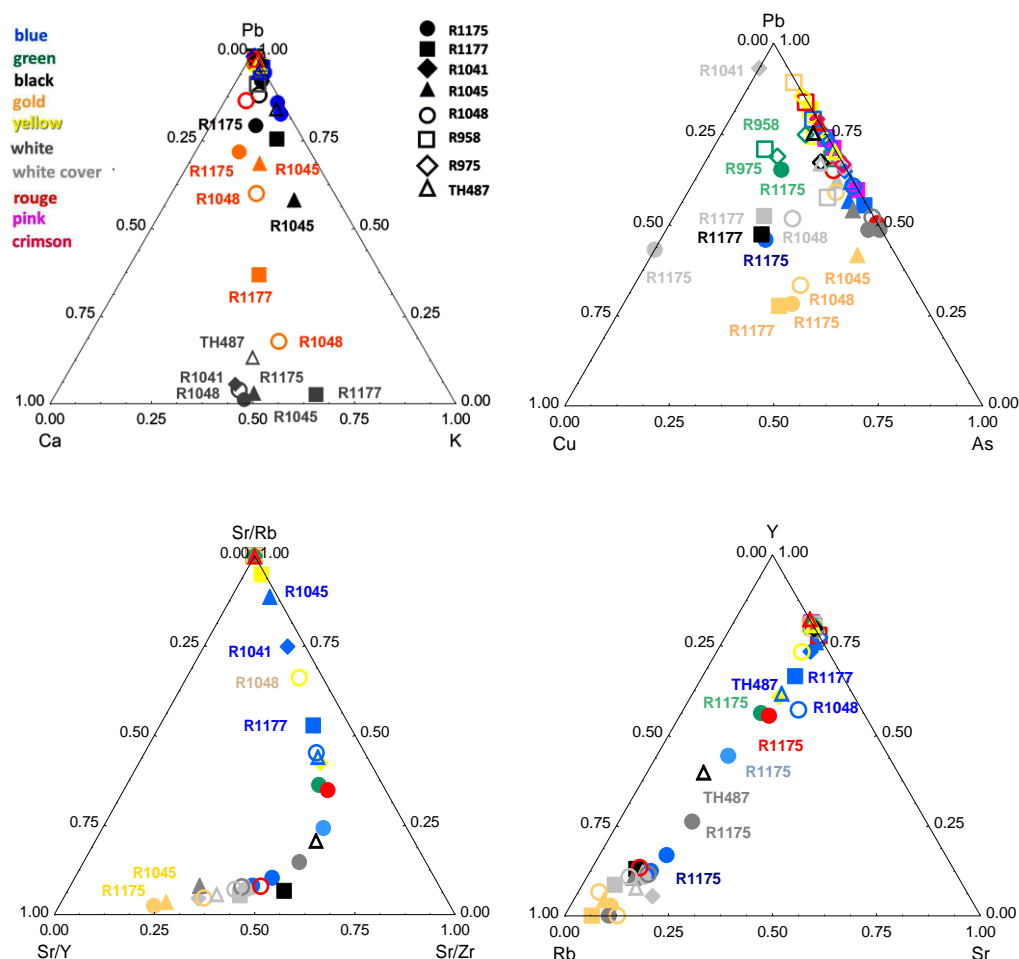 blue
green
black
gold
yellow
white
white cover
rouge
pink
crimson
Pb
0.00 1.00
R1175
R1177
R1041
R1045
R1048
R958
R975
TH487
0.25
0.75
R1175
R1175
R1045
R1048
R1045
0.50
0.50
R1177
0.75
0.25
TH487
R1048
R1041
R1175
R1048
R1177
R1045
1.00
0.00
0.00
0.25
0.50
0.75
1.00
Ca
K
Pb
0.00 1.00
R1041
0.25
0.75
R958
R975
R1175
R1177
R1048
R1177
0.50
0.50
R1175
R1175
R1045
R1048
0.75
0.25
R1177
R1175
1.00
0.00
0.00
0.25
0.50
0.75
1.00
Cu
As
Sr/Rb
0.00 1.00
R1045
0.25
0.75
R1041
R1048
R1177
0.50
0.50
0.75
0.25
R1045
R1175
1.00
0.00
0.00
0.25
0.50
0.75
1.00
Sr/Y
Sr/Zr
Y
0.00 1.00
0.25
0.75
R1177
TH487
R1175
R1048
0.50
0.50
R1175
R1175
TH487
0.75
0.25
R1175
R1175
1.00
0.00
0.00
0.25
0.50
0.75
1.00
Rb
Sr